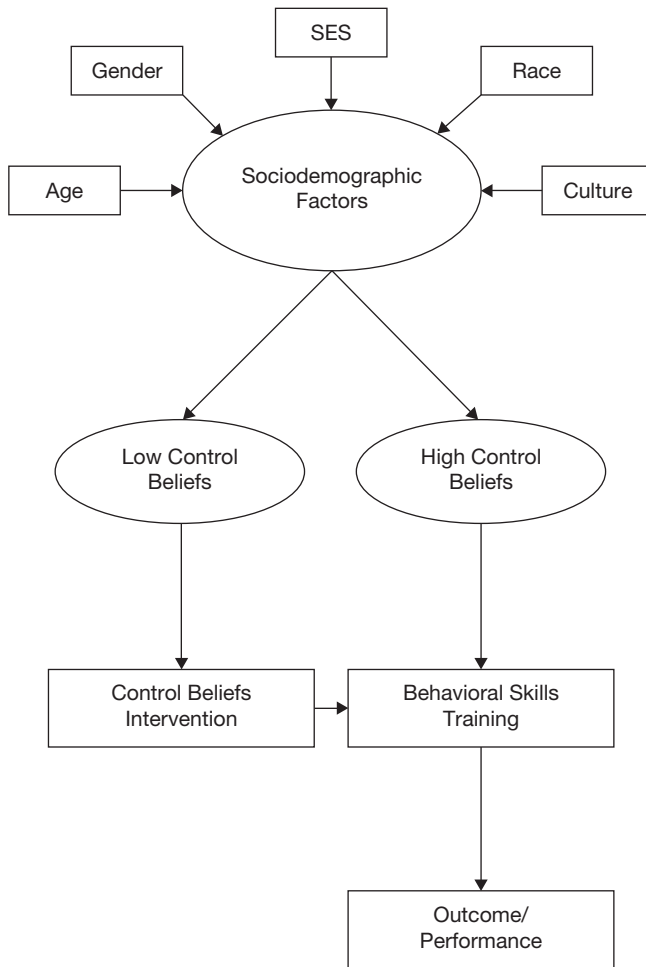 SES
Gender
Race
Sociodemographic
Factors
Age
Culture
Low Control
Beliefs
High Control
Beliefs
Control Beliefs
Intervention
Behavioral Skills
Training
Outcome/
Performance